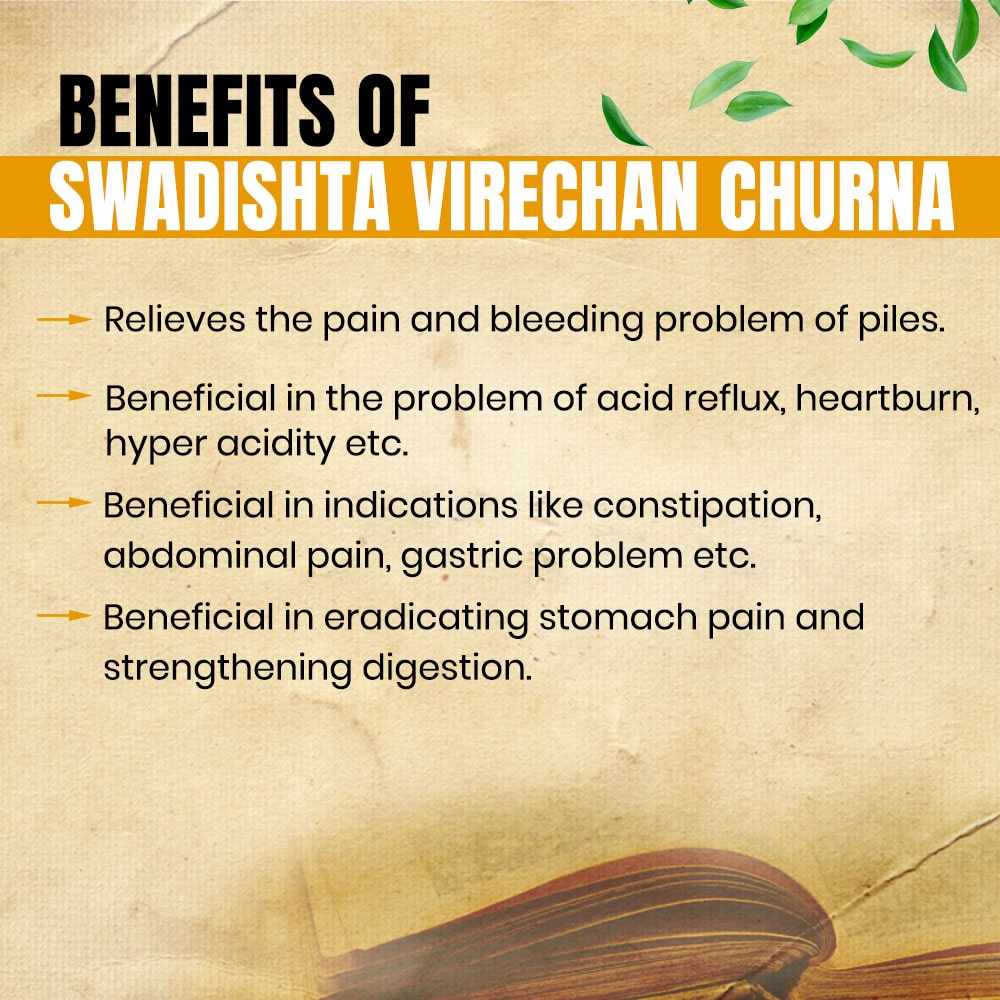 BENEFITS OF
SWADISHTA VIRECHAN CHURNA
Relieves the pain and bleeding problem of piles.
Beneficial in the problem of acid reflux, heartburn,
hyper acidity etc.
Beneficial in indications like constipation,
abdominal pain, gastric problem etc.
Beneficial in eradicating stomach pain and
strengthening digestion.